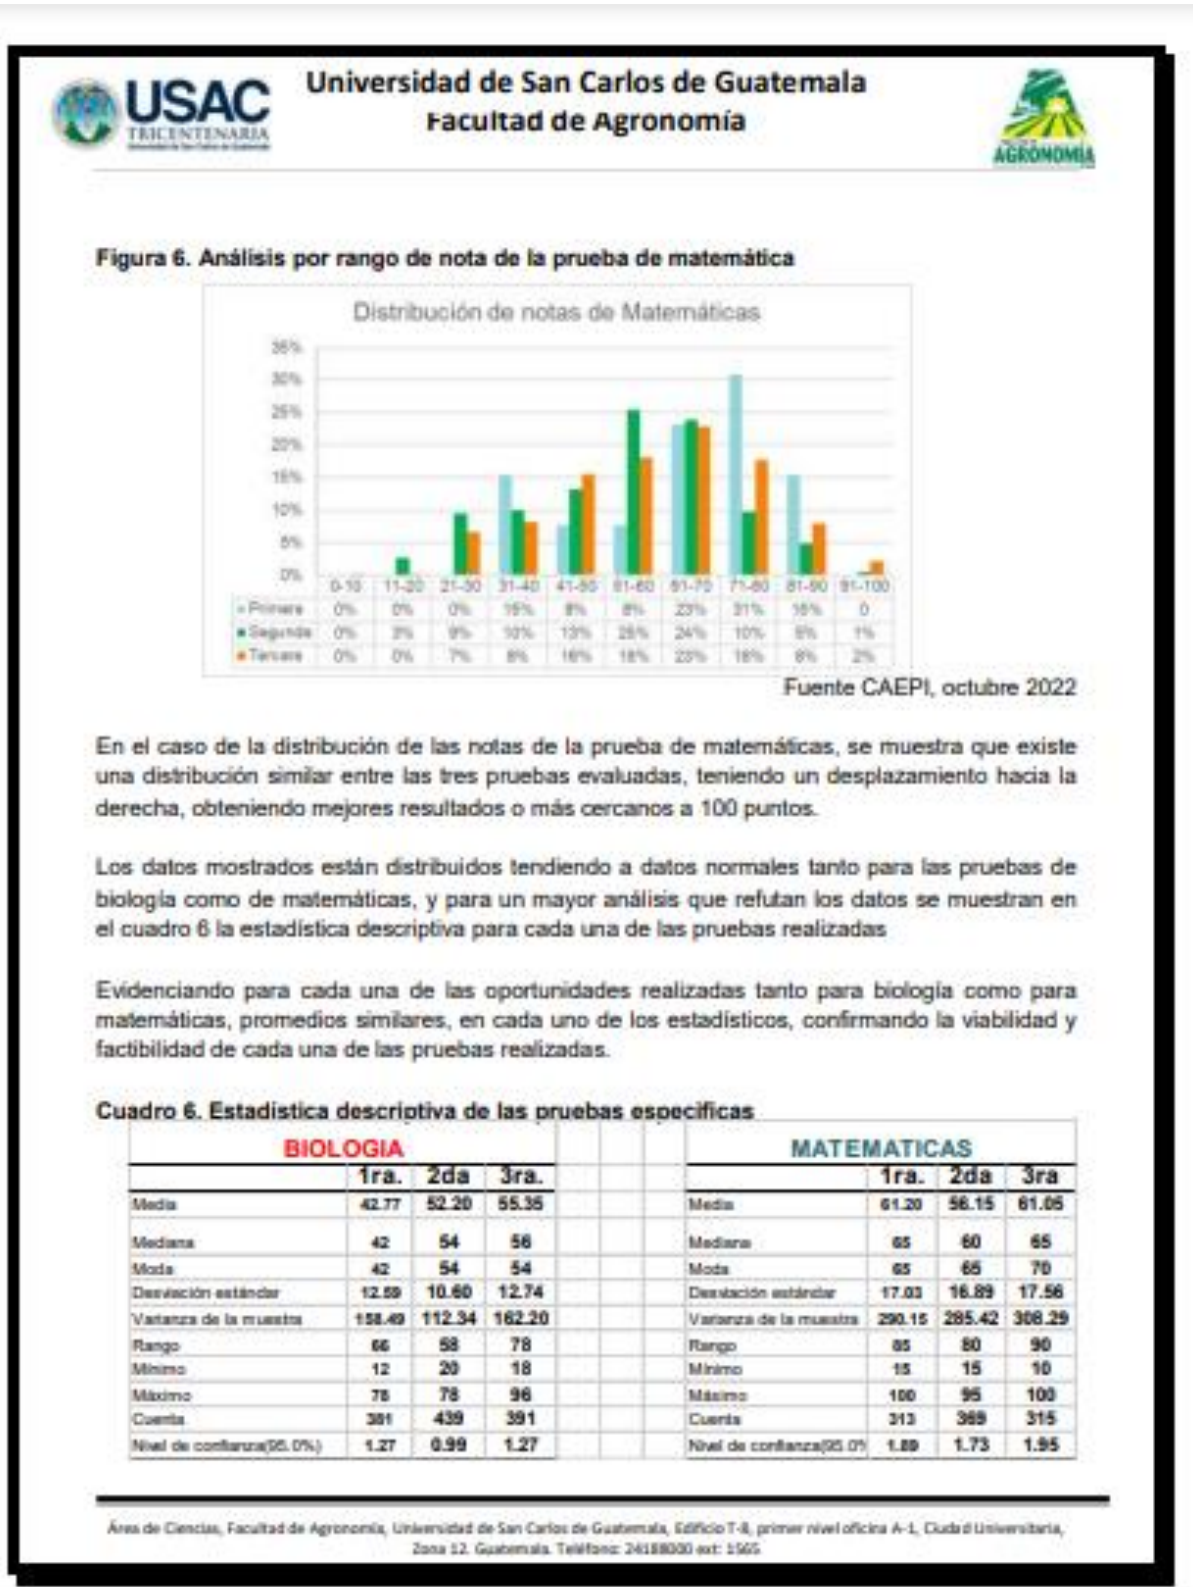 USAC
TRICENTENARIA
Universidad de San Carlos de Guatemala
Universidad de San Carlos de Guatemala
Facultad de Agronomía
AGRONOMIA
Figura 6. Análisis por rango de nota de la prueba de matemática
Distribución de notas de Matemáticas
35%
30%
25%
20%
15%
10%
5%
0%
0-10 11-20 21-30 31-40 41-50 51-60 61-70 71-80 81-90 91-100
Primera 0% 0% 0% 15% 8% 8% 23% 31% 15% 0
Segunda 0% 3% 9% 10% 13% 25% 24% 10% 5% 1%
Tercera 0% 0% 7% 8% 16% 18% 23% 18% 8% 2%
Fuente CAEPI, octubre 2022
En el caso de la distribución de las notas de la prueba de matemáticas, se muestra que existe
una distribución similar entre las tres pruebas evaluadas, teniendo un desplazamiento hacia la
derecha, obteniendo mejores resultados o más cercanos a 100 puntos.
Los datos mostrados están distribuidos tendiendo a datos normales tanto para las pruebas de
biología como de matemáticas, y para un mayor análisis que refutan los datos se muestran en
el cuadro 6 la estadística descriptiva para cada una de las pruebas realizadas
Evidenciando para cada una de las oportunidades realizadas tanto para biología como para
matemáticas, promedios similares, en cada uno de los estadísticos, confirmando la viabilidad y
factibilidad de cada una de las pruebas realizadas.
Cuadro 6. Estadística descriptiva de las pruebas específicas
BIOLOGIA MATEMATICAS
1ra. 2da 3ra. 1ra. 2da 3ra
Media 42.77 52.20 55.35 Media 61.20 56.15 61.05
Mediana 42 54 56 Mediana 65 60 65
Moda 42 54 54 Moda 65 65 70
Desviación estándar 12.59 10.60 12.74 Desviación estándar 17.03 16.89 17.56
Varianza de la muestra 158.49 112.34 162.20 Varianza de la muestra 290.15 285.42 308.29
Rango 66 58 78 Rango 85 80 90
Mínimo 12 20 18 Mínimo 15 15 10
Máximo 78 78 96 Máximo 100 95 100
Cuenta 381 439 391 Cuenta 313 369 315
Nivel de confianza(95.0%) 1.27 0.99 1.27 Nivel de confianza(95.0% 1.89 1.73 1.95
Área de Ciencias, Facultad de Agronomía, Universidad de San Carlos de Guatemala, Edificio T-8, primer nivel oficina A-1, Ciudad Universitaria,
Zona 12. Guatemala. Teléfono: 24188000 ext: 1565